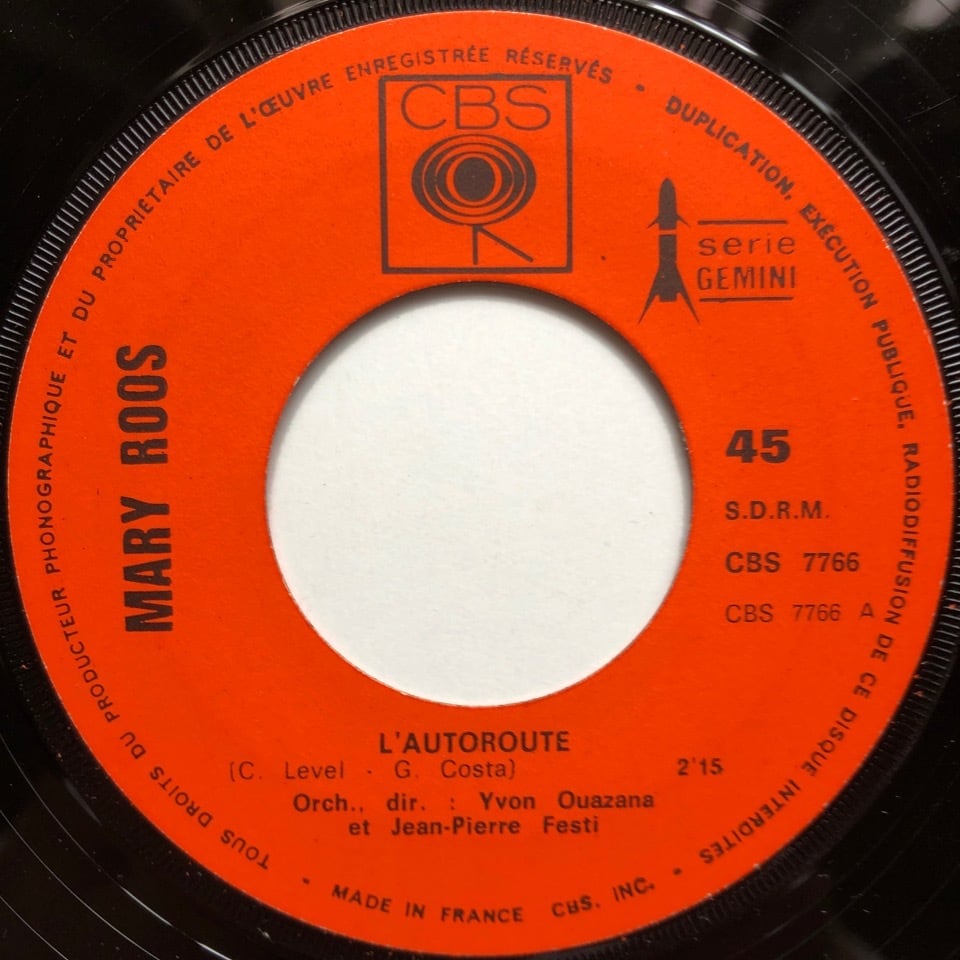 TOUS DROITS DU PRODUCTEUR PHONOGRAPHIQUE ET DU PROPRIÉTAIRE DE L'ŒUVRE ENREGISTRÉE RÉSERVÉS • DUPLICATION, EXÉCUTION PUBLIQUE, RADIODIFFUSION DE CE DISQUE INTERDITES •
CBS
serie
GEMINI
MARY ROOS
45
S.D.R.M.
CBS 7766
CBS 7766 A
L'AUTOROUTE
(C. Level - G. Costa) 2'15
Orch., dir. : Yvon Ouazana
et Jean-Pierre Festi
MADE IN FRANCE CBS, INC. •